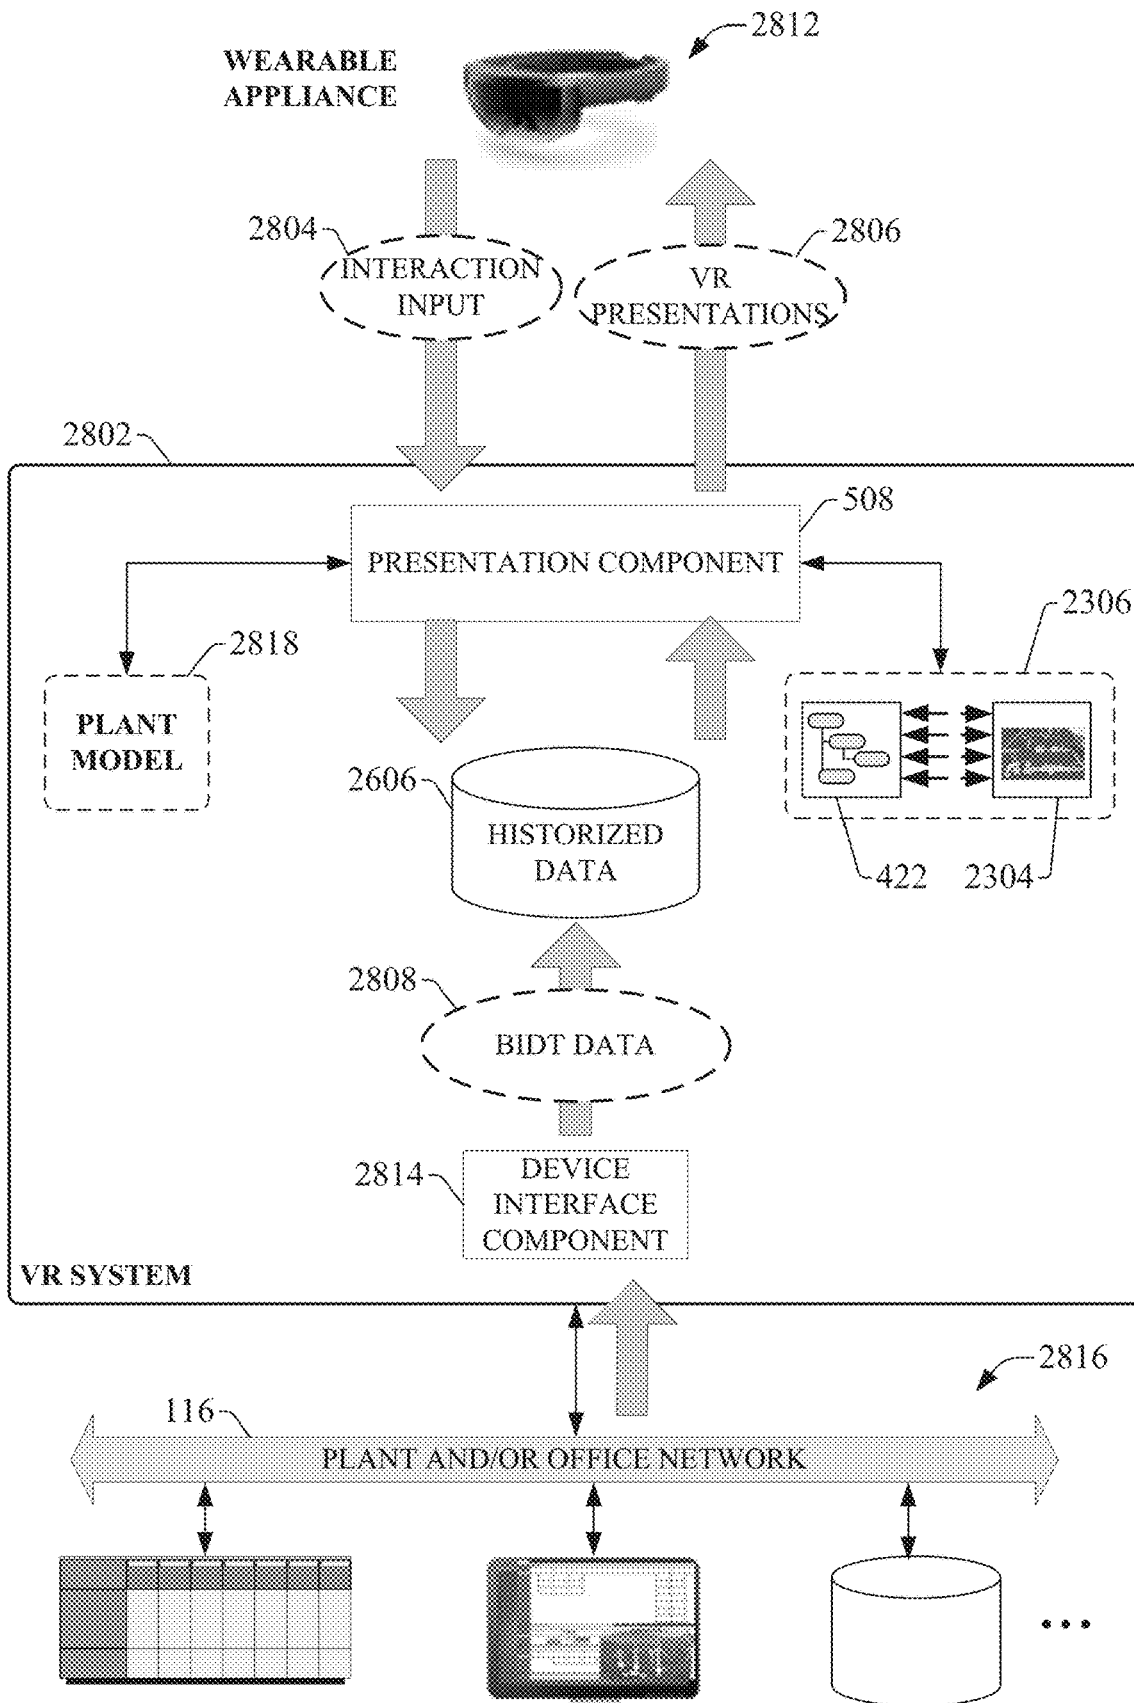 2812
WEARABLE
APPLIANCE
2804
2806
INTERACTION
INPUT
VR
PRESENTATIONS
2802
508
PRESENTATION COMPONENT
2306
2818
PLANT
MODEL
2606
HISTORIZED
DATA
422
2304
2808
BIDT DATA
2814
DEVICE
INTERFACE
COMPONENT
VR SYSTEM
2816
116
PLANT AND/OR OFFICE NETWORK